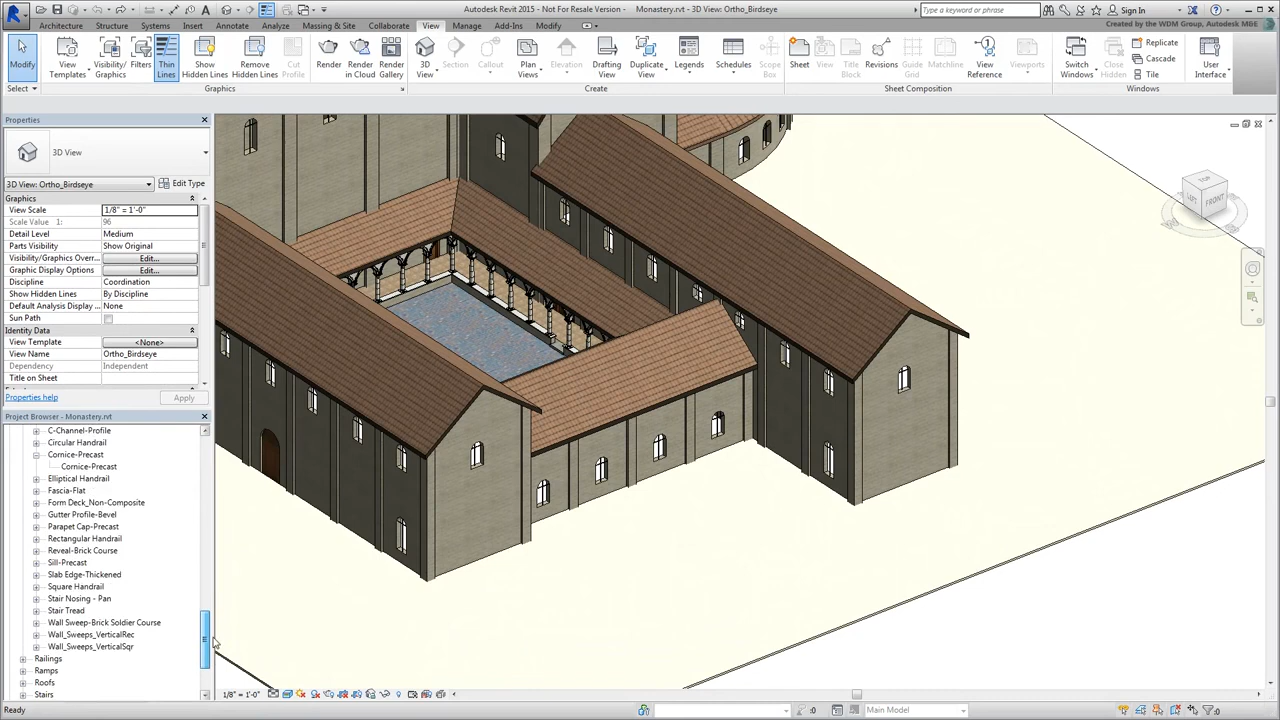 Autodesk Revit 2015 - Not For Resale Version - Monastery.rvt - 3D View: Ortho_Birdseye
Type a keyword or phrase
Sign In
Architecture Structure Systems Insert Annotate Analyze Massing & Site Collaborate View Manage Add-Ins Modify
Created by the WDM Group, Autodesk M&E
Modify View Templates Visibility/ Graphics Filters Thin Lines Show Hidden Lines Remove Hidden Lines Cut Profile Render Render in Cloud Render Gallery 3D View Section Callout Plan Views Elevation Drafting View Duplicate View Legends Schedules Scope Box Sheet View Title Block Revisions Guide Grid Matchline View Reference Viewports Switch Windows Close Hidden Replicate Cascade Tile User Interface
Select Graphics Create Sheet Composition Windows
Properties
3D View
3D View: Ortho_Birdseye Edit Type
Graphics
View Scale 1/8" = 1'-0"
Scale Value 1: 96
Detail Level Medium
Parts Visibility Show Original
Visibility/Graphics Overr... Edit...
Graphic Display Options Edit...
Discipline Coordination
Show Hidden Lines By Discipline
Default Analysis Display ... None
Sun Path
Identity Data
View Template <None>
View Name Ortho_Birdseye
Dependency Independent
Title on Sheet
Properties help Apply
Project Browser - Monastery.rvt
C-Channel-Profile
Circular Handrail
Cornice-Precast
Cornice-Precast
Elliptical Handrail
Fascia-Flat
Form Deck_Non-Composite
Gutter Profile-Bevel
Parapet Cap-Precast
Rectangular Handrail
Reveal-Brick Course
Sill-Precast
Slab Edge-Thickened
Square Handrail
Stair Nosing - Pan
Stair Tread
Wall Sweep-Brick Soldier Course
Wall_Sweeps_VerticalRec
Wall_Sweeps_VerticalSqr
Railings
Ramps
Roofs
Stairs
TOP
LEFT FRONT
1/8" = 1'-0"
Ready :0 Main Model :0